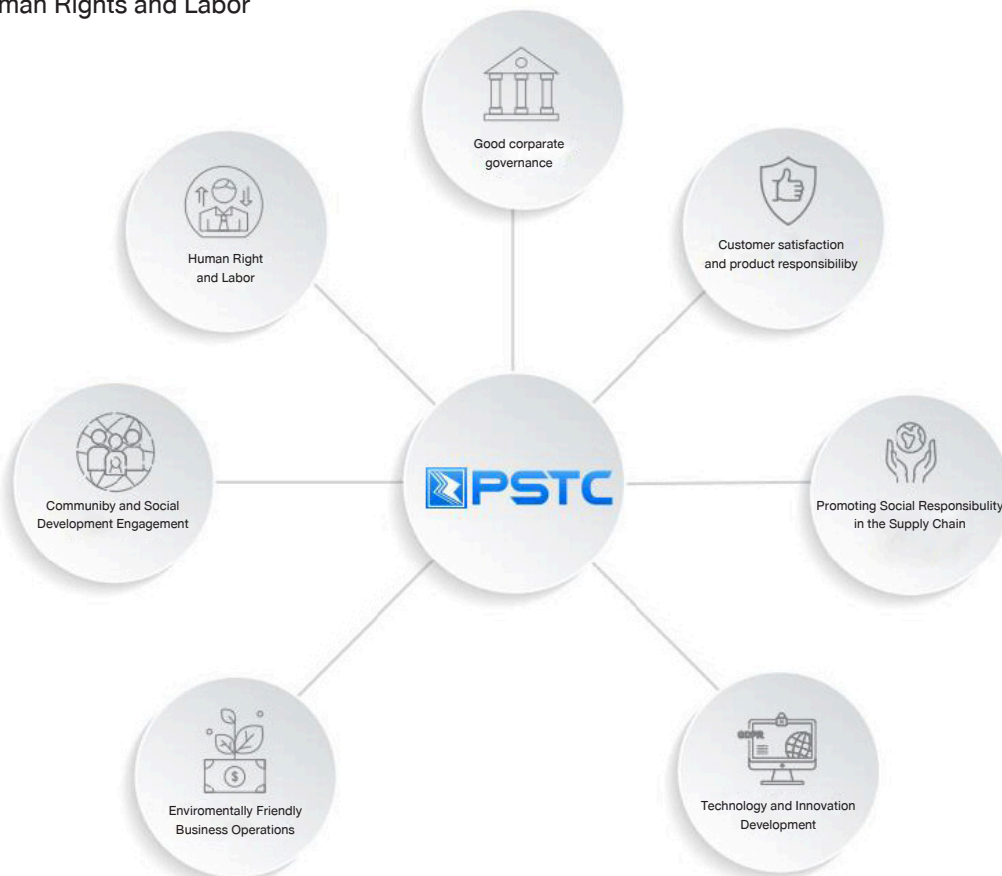 man Rights and Labor
Good corparate
governance
Human Right
and Labor
Customer satisfaction
and product responsibiliby
PSTC
Communiby and Social
Development Engagement
Promoting Social Responsibulity
in the Supply Chain
GDPR
Enviromentally Friendly
Business Operations
Technology and Innovation
Development